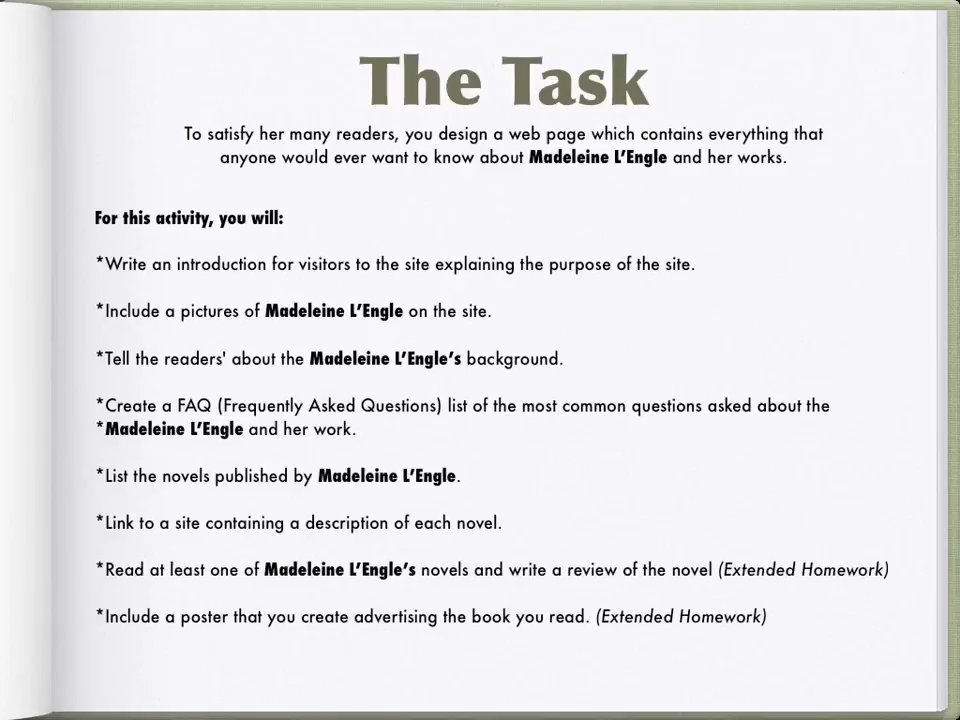 The Task
To satisfy her many readers, you design a web page which contains everything that
anyone would ever want to know about Madeleine L’Engle and her works.
For this activity, you will:
*Write an introduction for visitors to the site explaining the purpose of the site.
*Include a pictures of Madeleine L’Engle on the site.
*Tell the readers' about the Madeleine L’Engle’s background.
*Create a FAQ (Frequently Asked Questions) list of the most common questions asked about the
*Madeleine L’Engle and her work.
*List the novels published by Madeleine L’Engle.
*Link to a site containing a description of each novel.
*Read at least one of Madeleine L’Engle’s novels and write a review of the novel (Extended Homework)
*Include a poster that you create advertising the book you read. (Extended Homework)